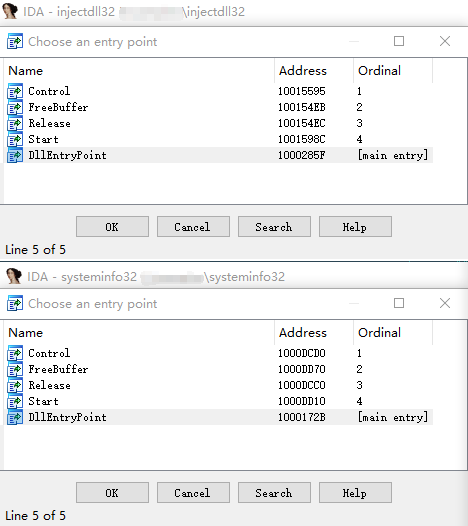 IDA - injectdll32 \injectdll32
Choose an entry point
Name Address Ordinal
Control 10015595 1
FreeBuffer 100154EB 2
Release 100154EC 3
Start 1001598C 4
DllEntryPoint 1000285F [main entry]
OK Cancel Search Help
Line 5 of 5
IDA - systeminfo32 \systeminfo32
Choose an entry point
Name Address Ordinal
Control 1000DCD0 1
FreeBuffer 1000DD70 2
Release 1000DCC0 3
Start 1000DD10 4
DllEntryPoint 1000172B [main entry]
OK Cancel Search Help
Line 5 of 5